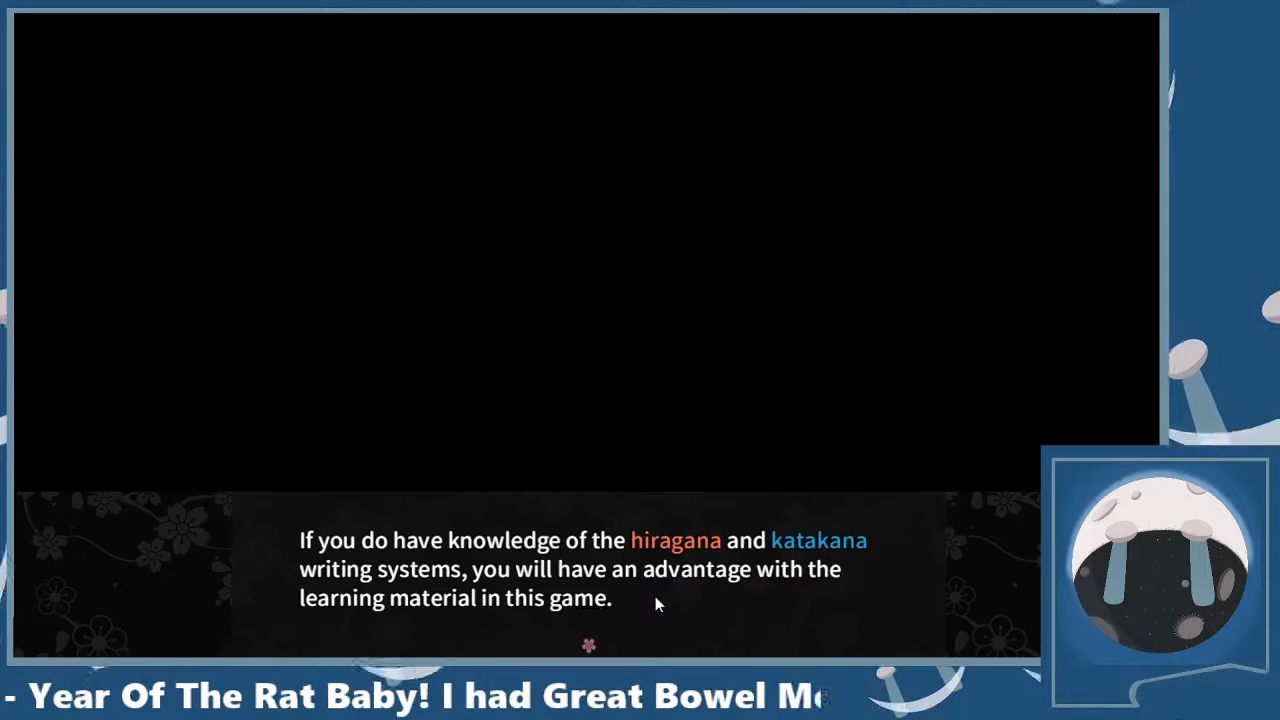 If you do have knowledge of the hiragana and katakana
writing systems, you will have an advantage with the
learning material in this game.
- Year Of The Rat Baby! I had Great Bowel